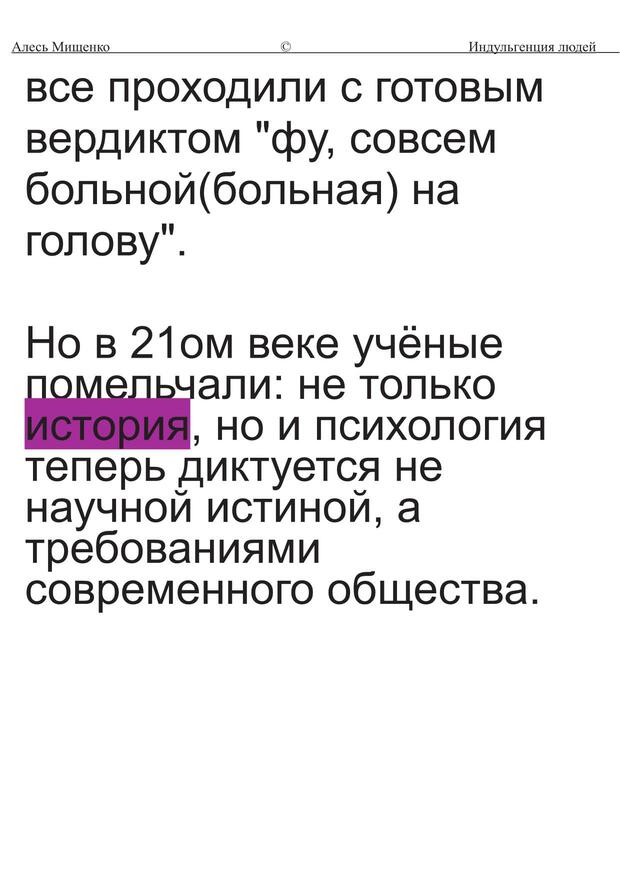 Алесь Мищенко © Индульгенция людей
все проходили с готовым
вердиктом "фу, совсем
больной(больная) на
голову".
Но в 21ом веке учёные
помельчали: не только
история, но и психология
теперь диктуется не
научной истиной, а
требованиями
современного общества.